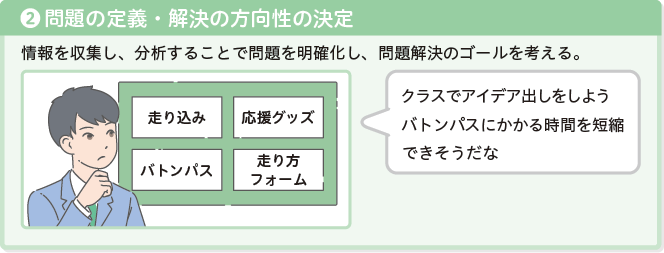 ❷問題の定義・解決の方向性の決定
情報を収集し、分析することで問題を明確化し、問題解決のゴールを考える。
走り込み
応援グッズ
バトンパス
走り方
フォーム
クラスでアイデア出しをしよう
バトンパスにかかる時間を短縮
できそうだな